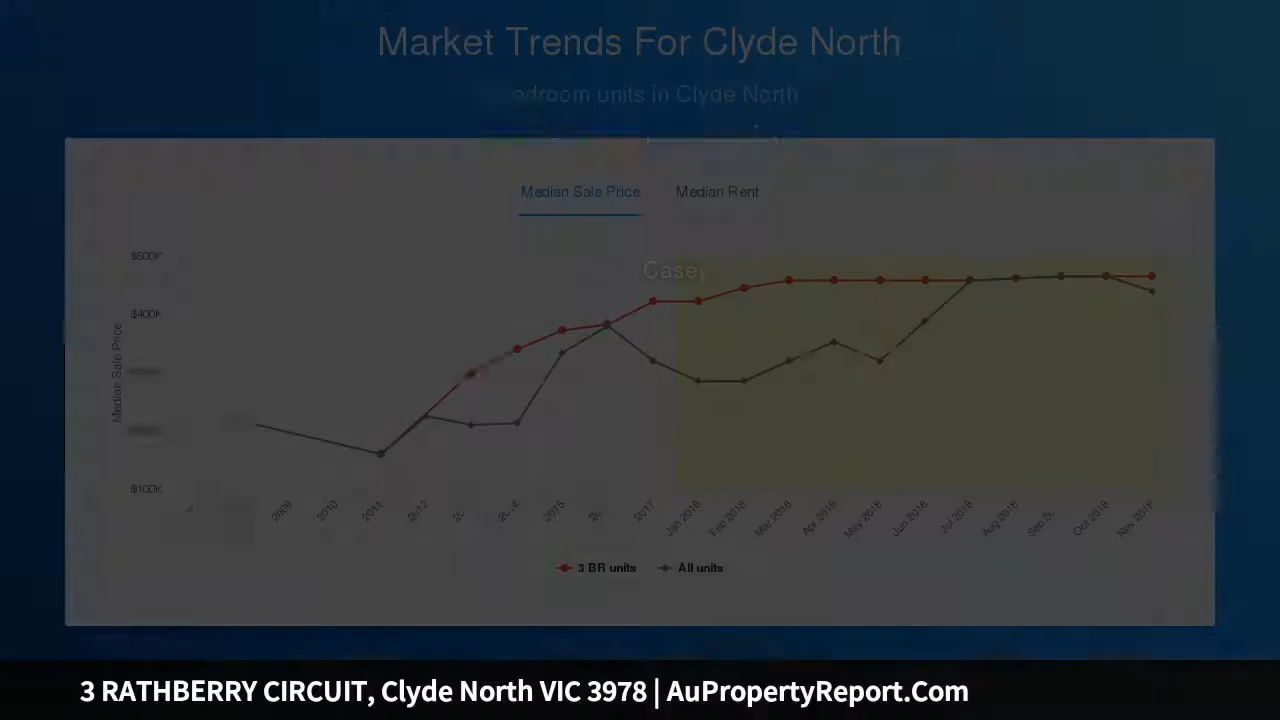 Market Trends For Clyde North
units in Clyde North
Median Sale Price Median Rent
$500K
Casey
$400K
Median Sale Price
$100K
2009 2010 2011 2012 2015 2017 Jan 2018 Feb 2018 Mar 2018 Apr 2018 May 2018 Jun 2018 Jul 2018 Aug 2018 Oct 2018 Nov 2018
3 BR units All units
3 RATHBERRY CIRCUIT, Clyde North VIC 3978 | AuPropertyReport.Com